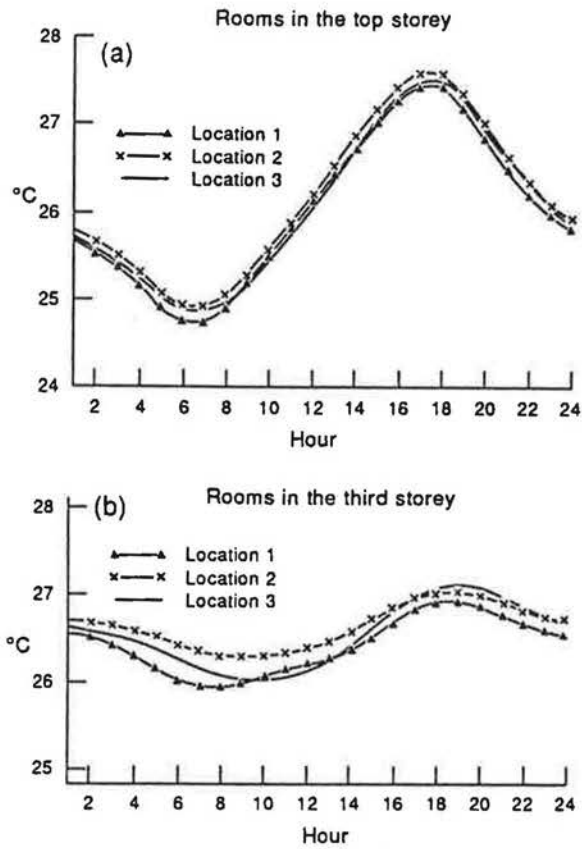 Rooms in the top storey
28
(a)
27
Location 1
Location 2
°C
Location 3
26
25
24
2 4 6 8 10 12 14 16 18 20 22 24
Hour
Rooms in the third storey
28
(b)
Location 1
Location 2
27
Location 3
°C
26
25
2 4 6 8 10 12 14 16 18 20 22 24
Hour